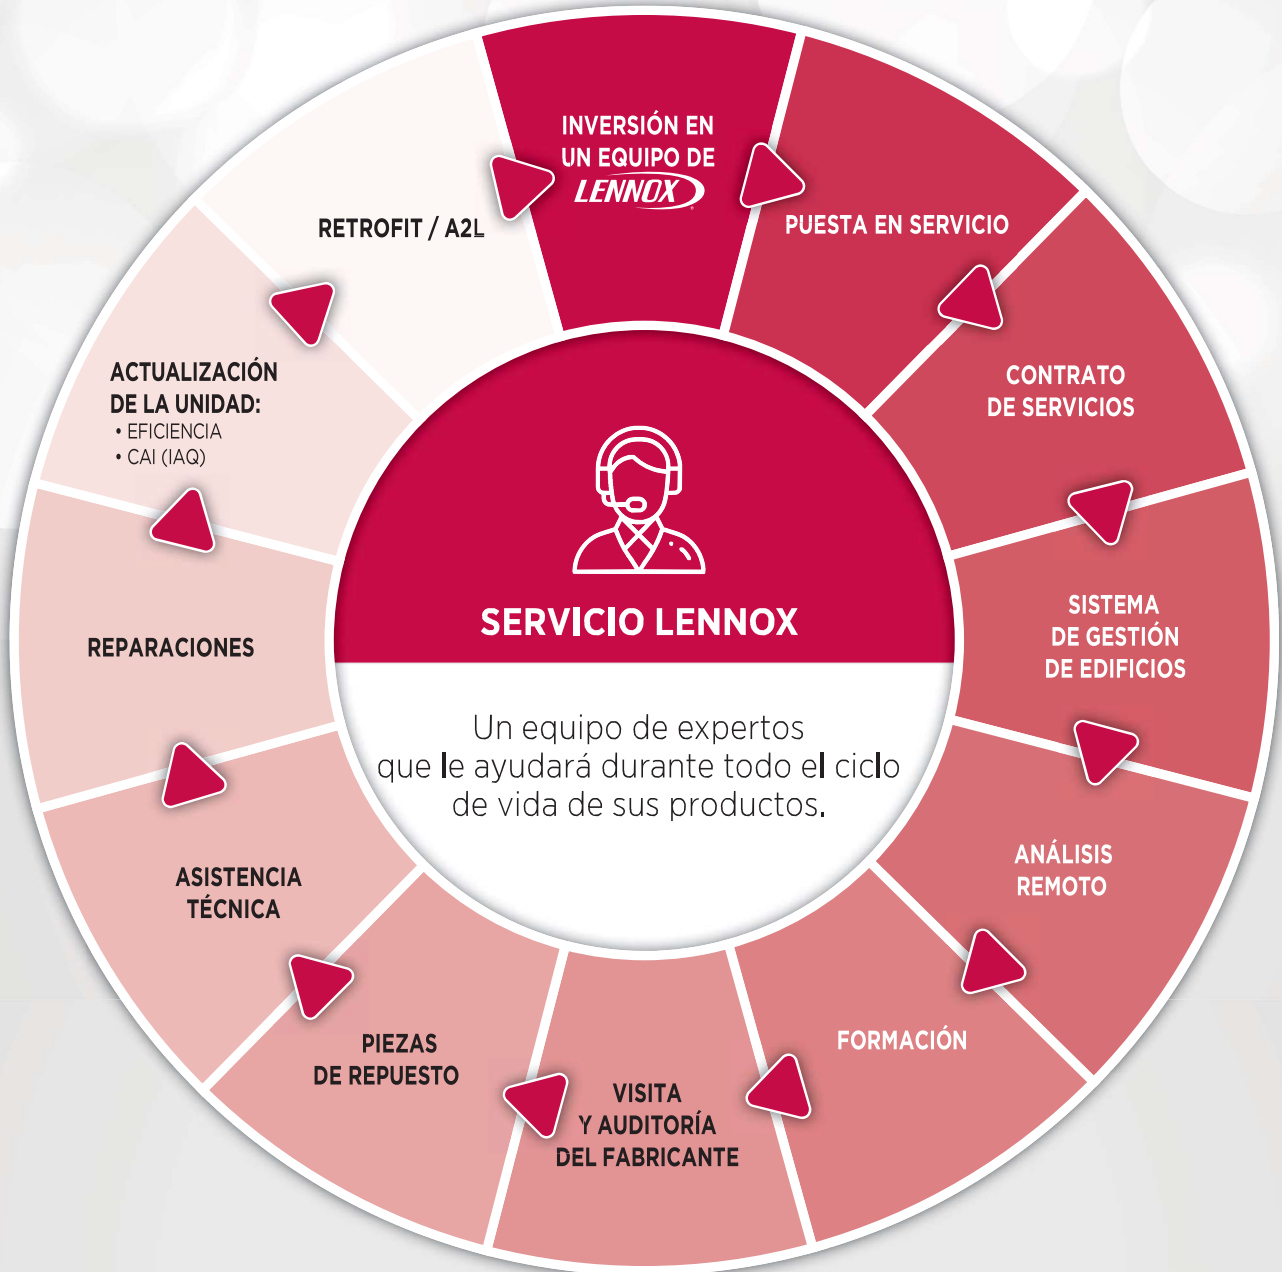 INVERSIÓN EN
UN EQUIPO DE
LENNOX
PUESTA EN SERVICIO
CONTRATO
DE SERVICIOS
SISTEMA
DE GESTIÓN
DE EDIFICIOS
ANÁLISIS
REMOTO
FORMACIÓN
VISITA
Y AUDITORÍA
DEL FABRICANTE
PIEZAS
DE REPUESTO
ASISTENCIA
TÉCNICA
REPARACIONES
ACTUALIZACIÓN
DE LA UNIDAD:
• EFICIENCIA
• CAI (IAQ)
RETROFIT / A2L
SERVICIO LENNOX
Un equipo de expertos
que le ayudará durante todo el ciclo
de vida de sus productos.